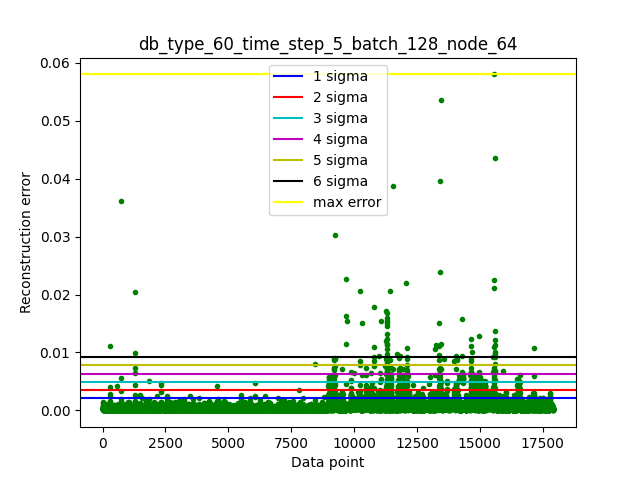 db_type_60_time_step_5_batch_128_node_64
Reconstruction error
0.06
0.05
0.04
0.03
0.02
0.01
0.00
1 sigma
2 sigma
3 sigma
4 sigma
5 sigma
6 sigma
max error
0 2500 5000 7500 10000 12500 15000 17500
Data point